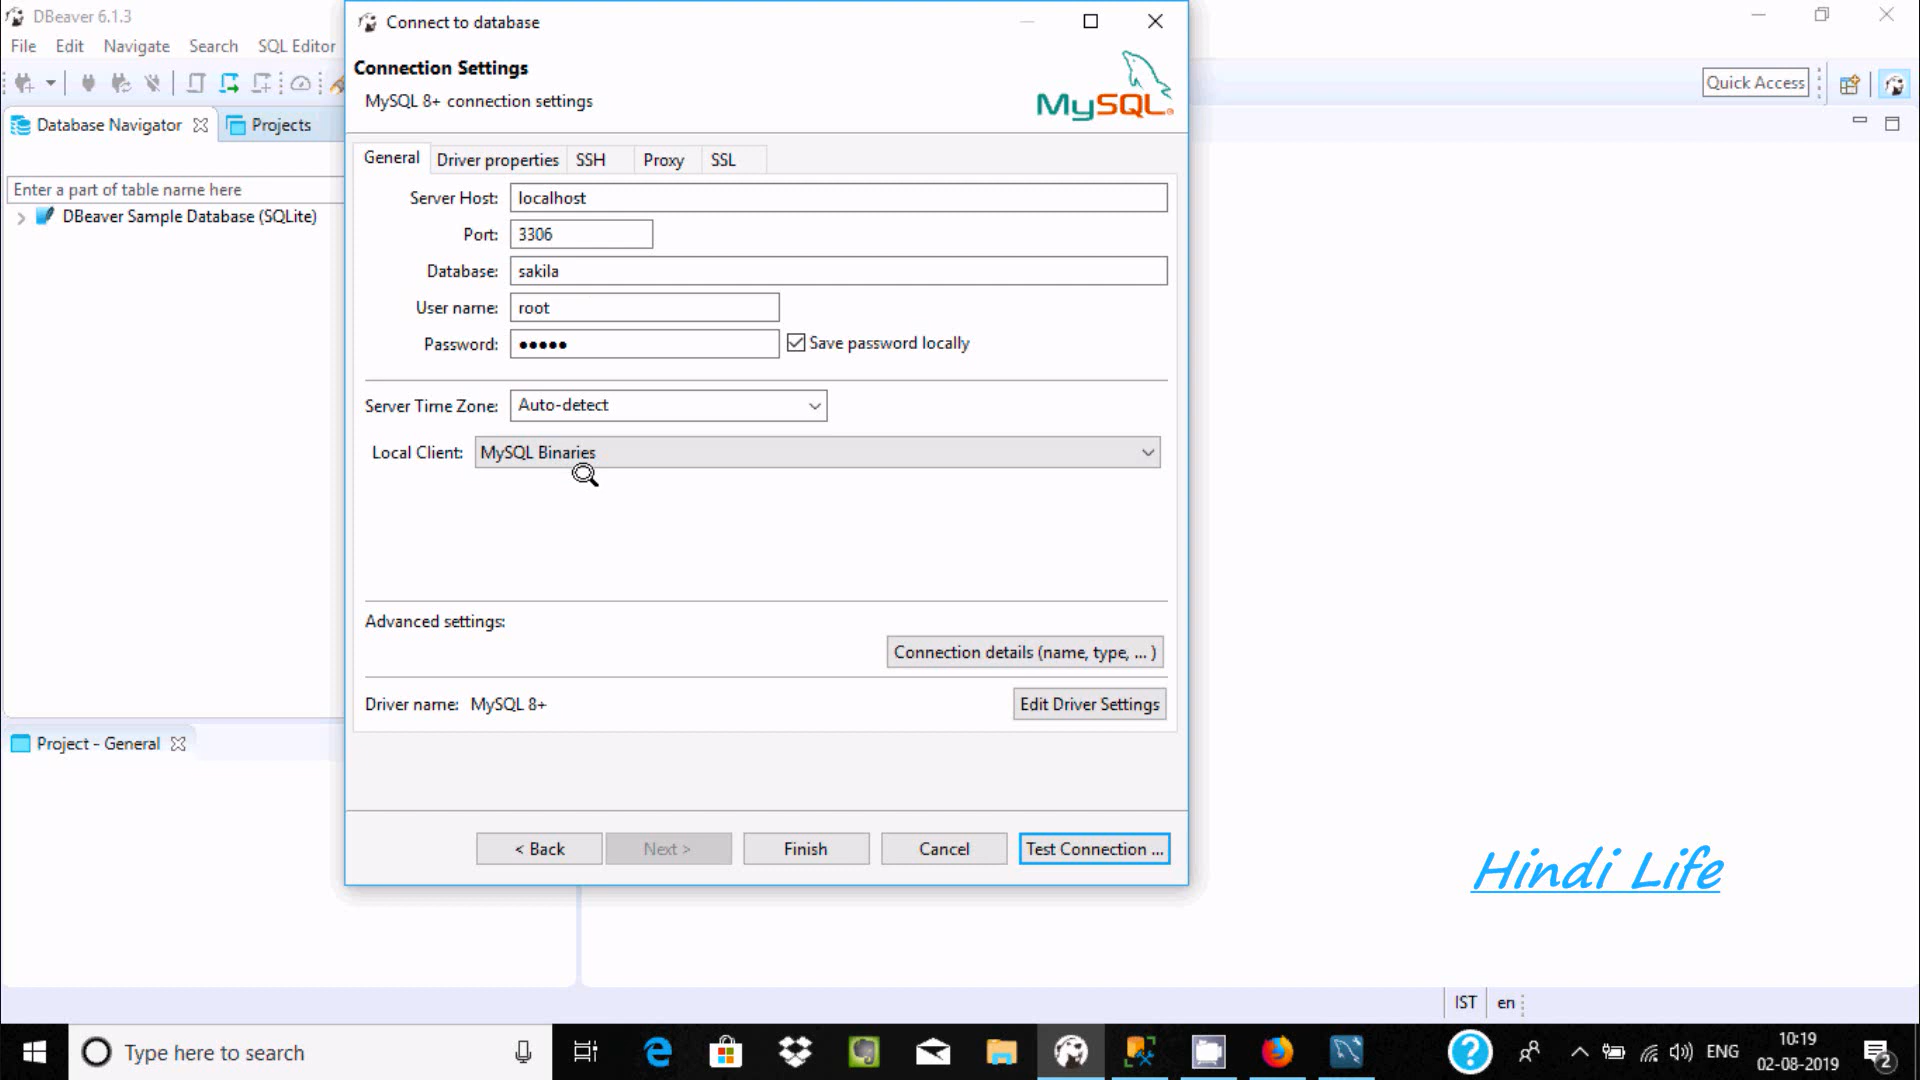 DBeaver 6.1.3
File Edit Navigate Search SQL Editor
Quick Access
Database Navigator Projects
Enter a part of table name here
DBeaver Sample Database (SQLite)
Project - General
Connect to database
Connection Settings
MySQL 8+ connection settings
MySQL
General Driver properties SSH Proxy SSL
Server Host: localhost
Port: 3306
Database: sakila
User name: root
Password: ●●●●● Save password locally
Server Time Zone: Auto-detect
Local Client: MySQL Binaries
Advanced settings:
Connection details (name, type, ... )
Driver name: MySQL 8+ Edit Driver Settings
< Back Next > Finish Cancel Test Connection ...
Hindi Life
IST en
Type here to search
ENG
10:19
02-08-2019
2